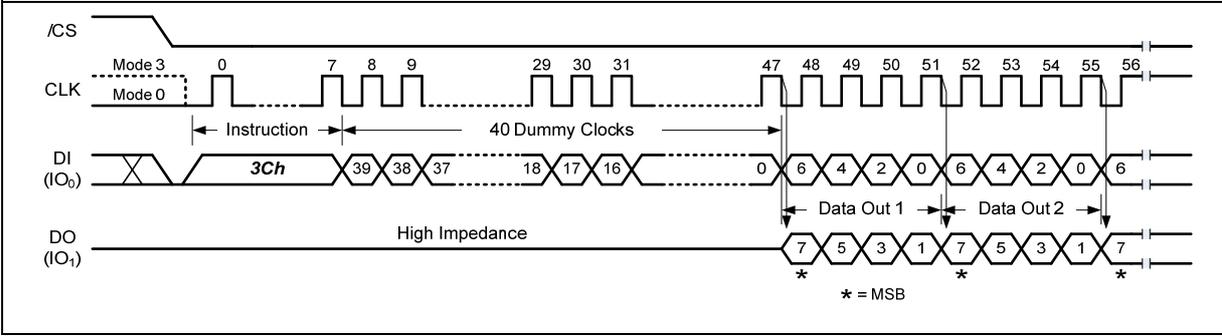 /CS
Mode 3 0 7 8 9 29 30 31 47 48 49 50 51 52 53 54 55 56
CLK
Mode 0
Instruction 40 Dummy Clocks
DI
(IO0) 3Ch 39 38 37 18 17 16 0 6 4 2 0 6 4 2 0 6
Data Out 1 Data Out 2
High Impedance
DO
(IO1) 7 5 3 1 7 5 3 1 7
* * *
* = MSB